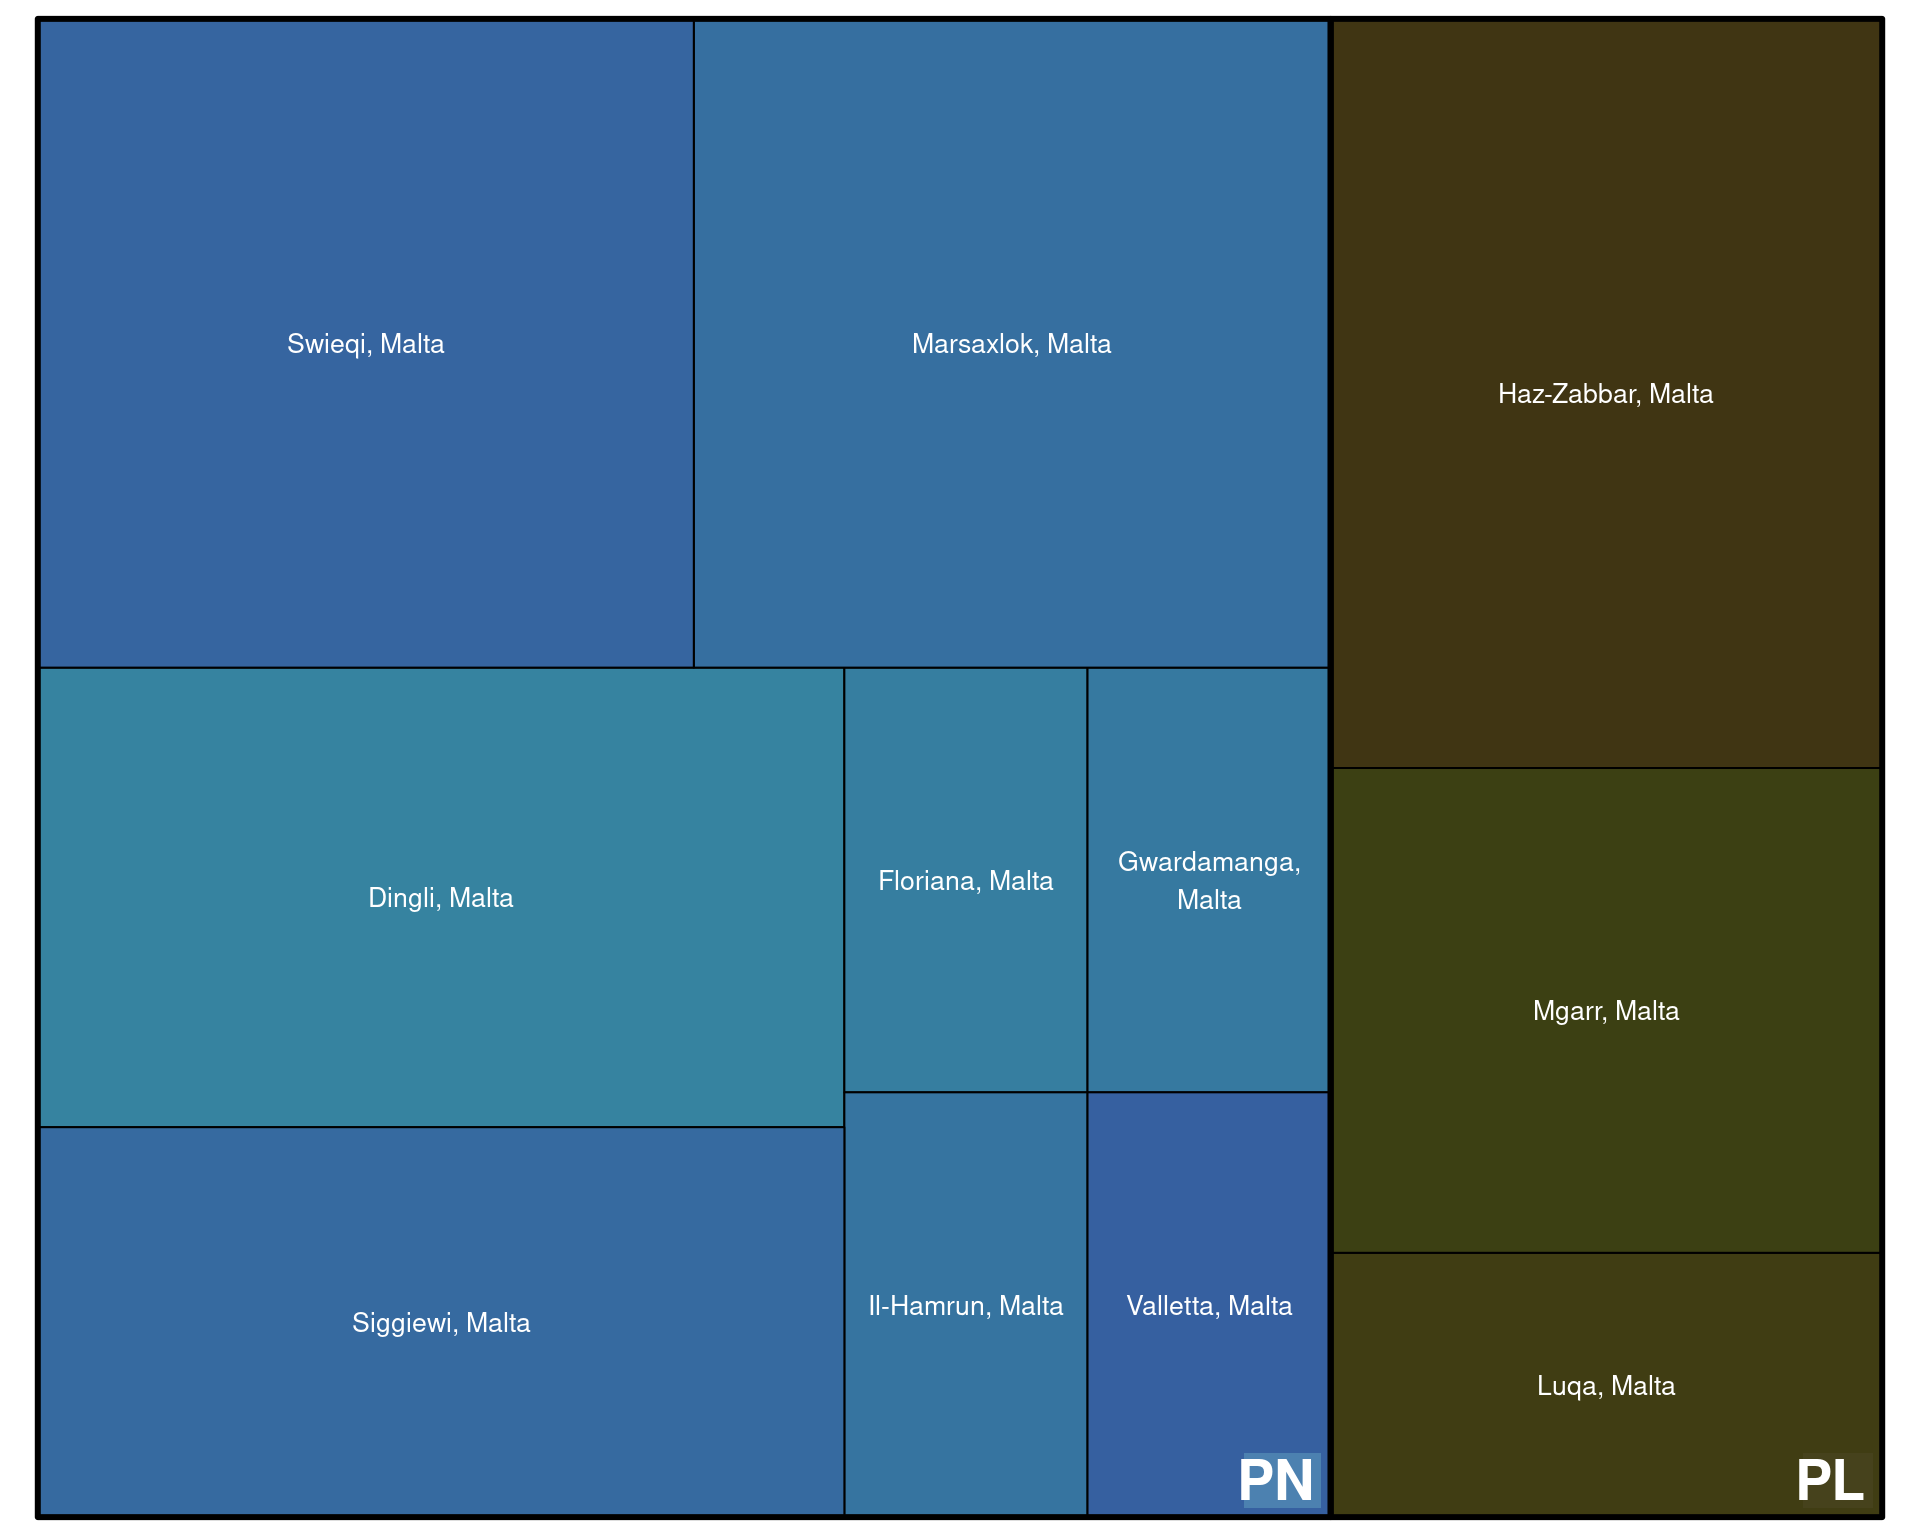 Swieqi, Malta
Marsaxlok, Malta
Haz-Zabbar, Malta
Dingli, Malta
Floriana, Malta
Gwardamanga,
Malta
Mgarr, Malta
Siggiewi, Malta
Il-Hamrun, Malta
Valletta, Malta
Luqa, Malta
PN
PL